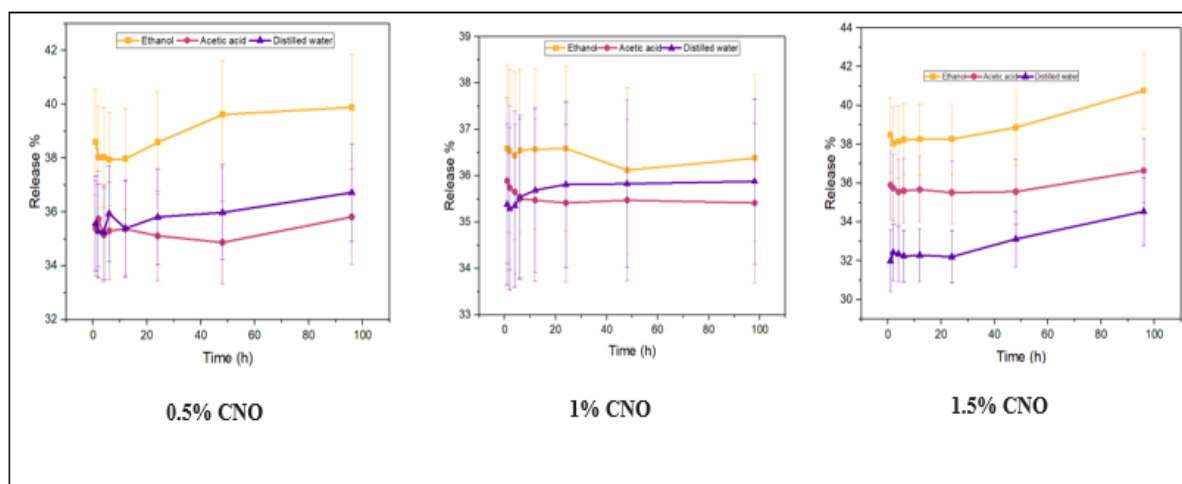 Ethanol Acetic acid Distilled water
42
40
38
36
34
32
Release %
0 20 40 60 80 100
Time (h)
0.5% CNO
Ethanol Acetic acid Distilled water
39
38
37
36
35
34
33
Release %
0 20 40 60 80 100
Time (h)
1% CNO
Ethanol Acetic acid Distilled water
44
42
40
38
36
34
32
30
Release %
0 20 40 60 80 100
Time (h)
1.5% CNO